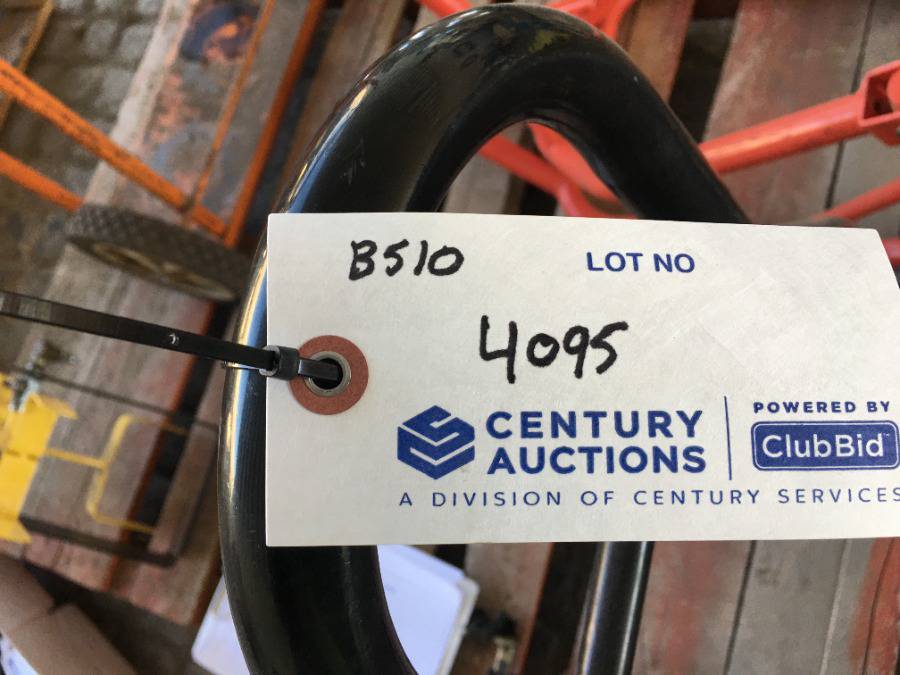 B510
LOT NO
4095
CENTURY
AUCTIONS
POWERED BY
ClubBid
A DIVISION OF CENTURY SERVICES